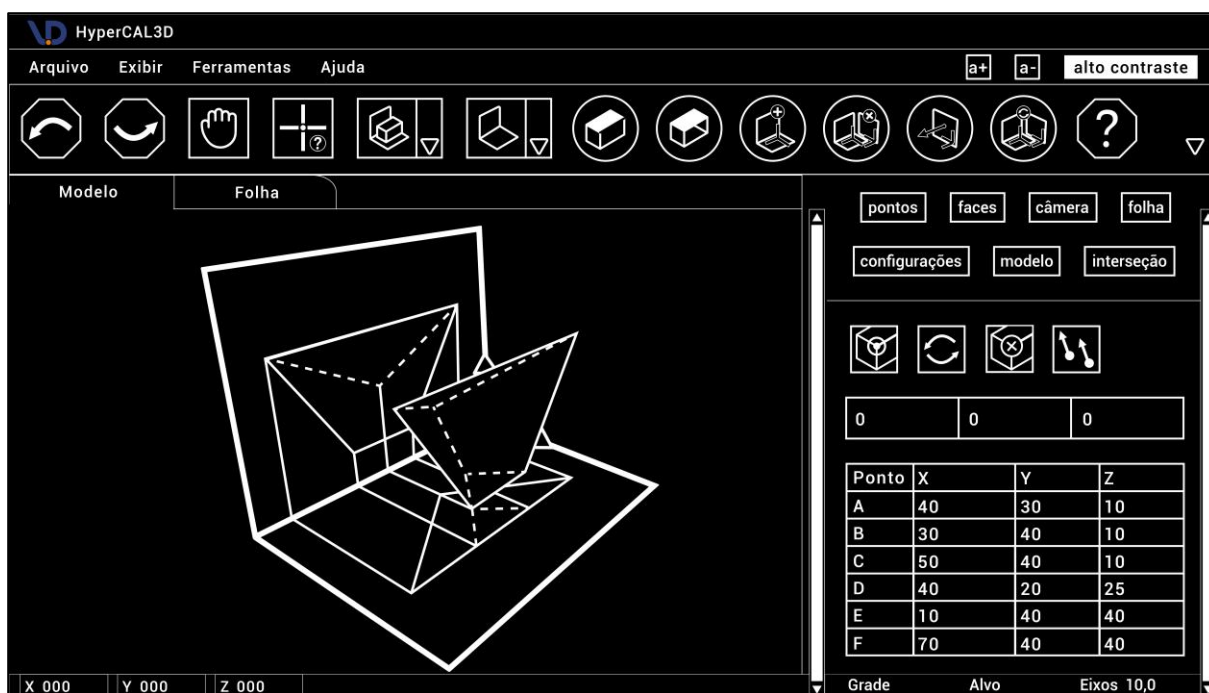 HyperCAL3D
Arquivo Exibir Ferramentas Ajuda a+ a- alto contraste
? ?
Modelo Folha
pontos faces câmera folha
configurações modelo interseção
0 0 0
Ponto X Y Z
A 40 30 10
B 30 40 10
C 50 40 10
D 40 20 25
E 10 40 40
F 70 40 40
X 000 Y 000 Z 000 Grade Alvo Eixos 10,0